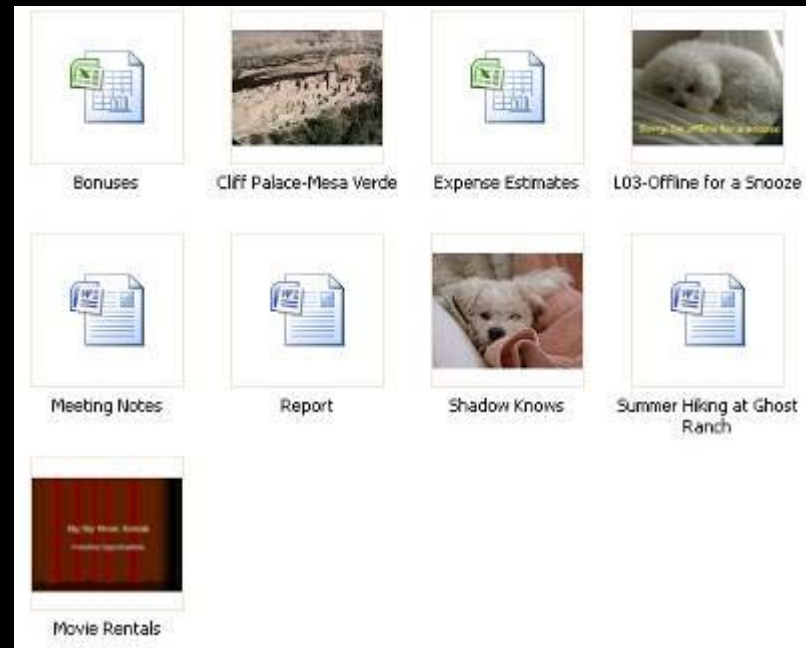 Bonuses
Cliff Palace-Mesa Verde
Expense Estimates
L03-Offline for a Snooze
Meeting Notes
Report
Shadow Knows
Summer Hiking at Ghost
Ranch
Movie Rentals